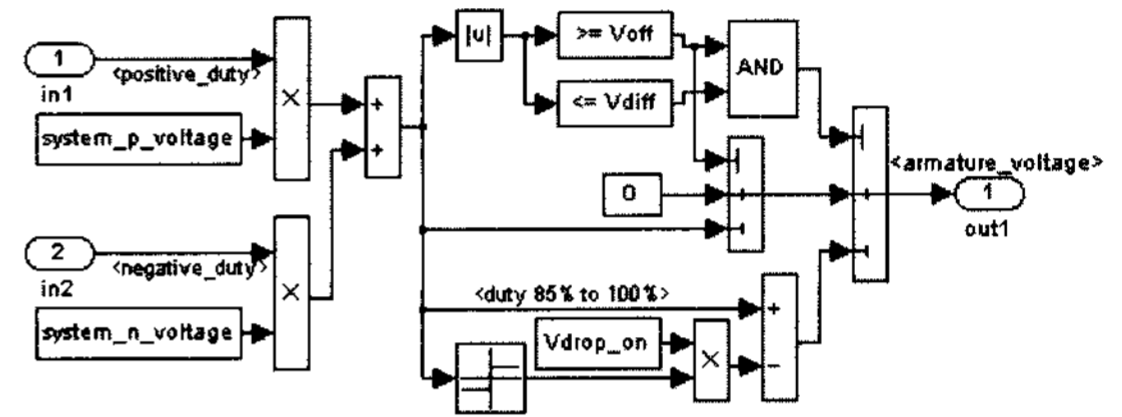 1
<positive_duty>
in1
system_p_voltage
×
+
+
|u|
>= Voff
<= Vdiff
AND
0
<armature_voltage>
1
out1
2
<negative_duty>
in2
system_n_voltage
×
<duty 85% to 100%>
Vdrop_on
×
+
−